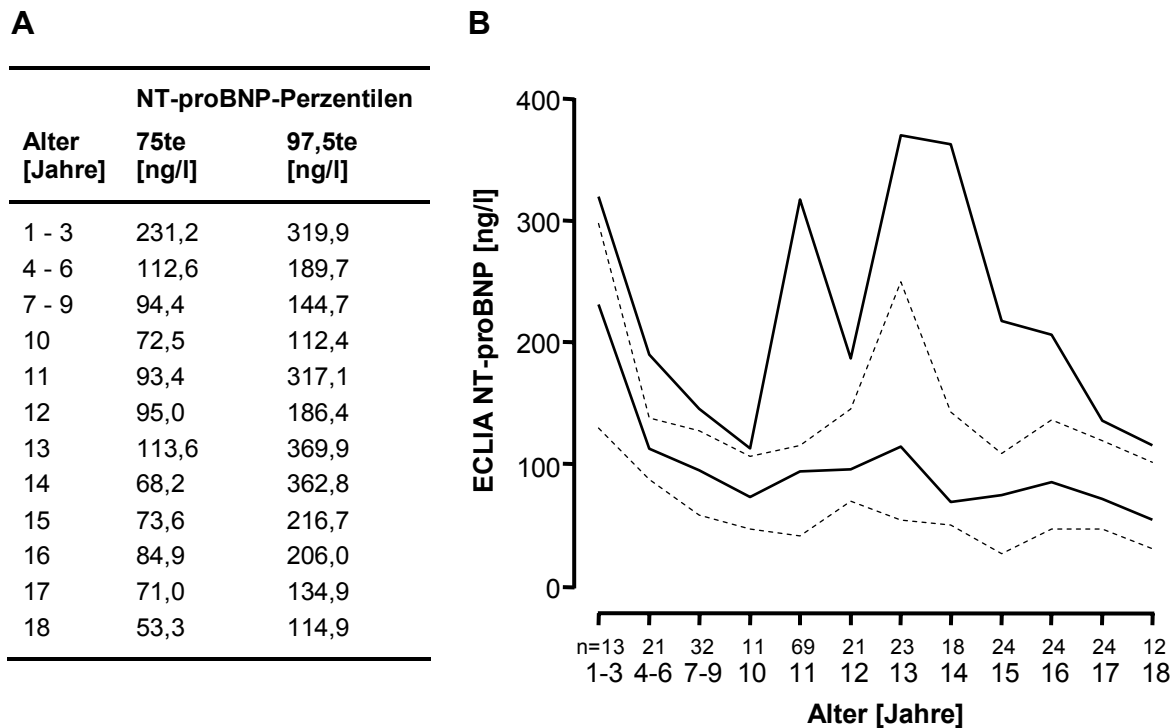 A
NT-proBNP-Perzentilen
Alter 75te 97,5te
[Jahre] [ng/l] [ng/l]
1 - 3 231,2 319,9
4 - 6 112,6 189,7
7 - 9 94,4 144,7
10 72,5 112,4
11 93,4 317,1
12 95,0 186,4
13 113,6 369,9
14 68,2 362,8
15 73,6 216,7
16 84,9 206,0
17 71,0 134,9
18 53,3 114,9
B
ECLIA NT-proBNP [ng/l]
400
300
200
100
0
n=13 21 32 11 69 21 23 18 24 24 24 12
1-3 4-6 7-9 10 11 12 13 14 15 16 17 18
Alter [Jahre]